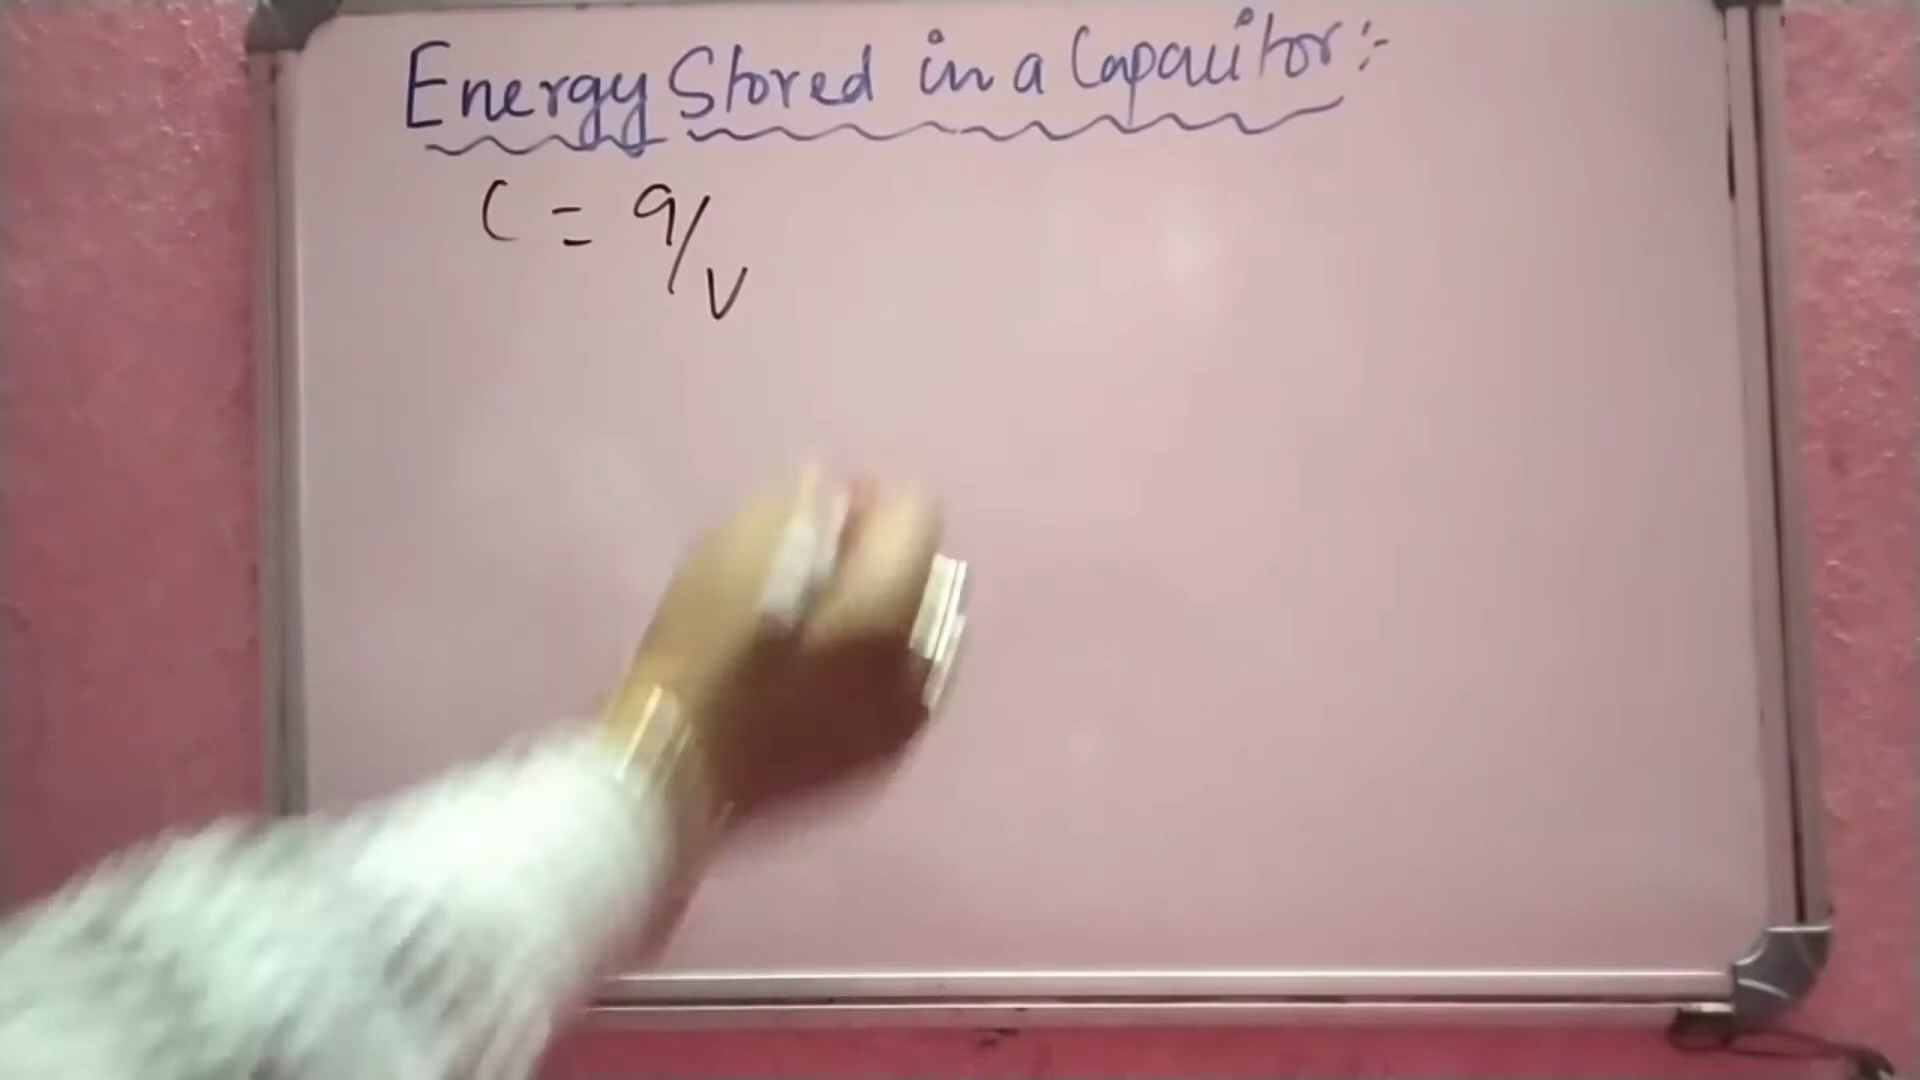 Energy Stored in a Capacitor:-
C = q/V